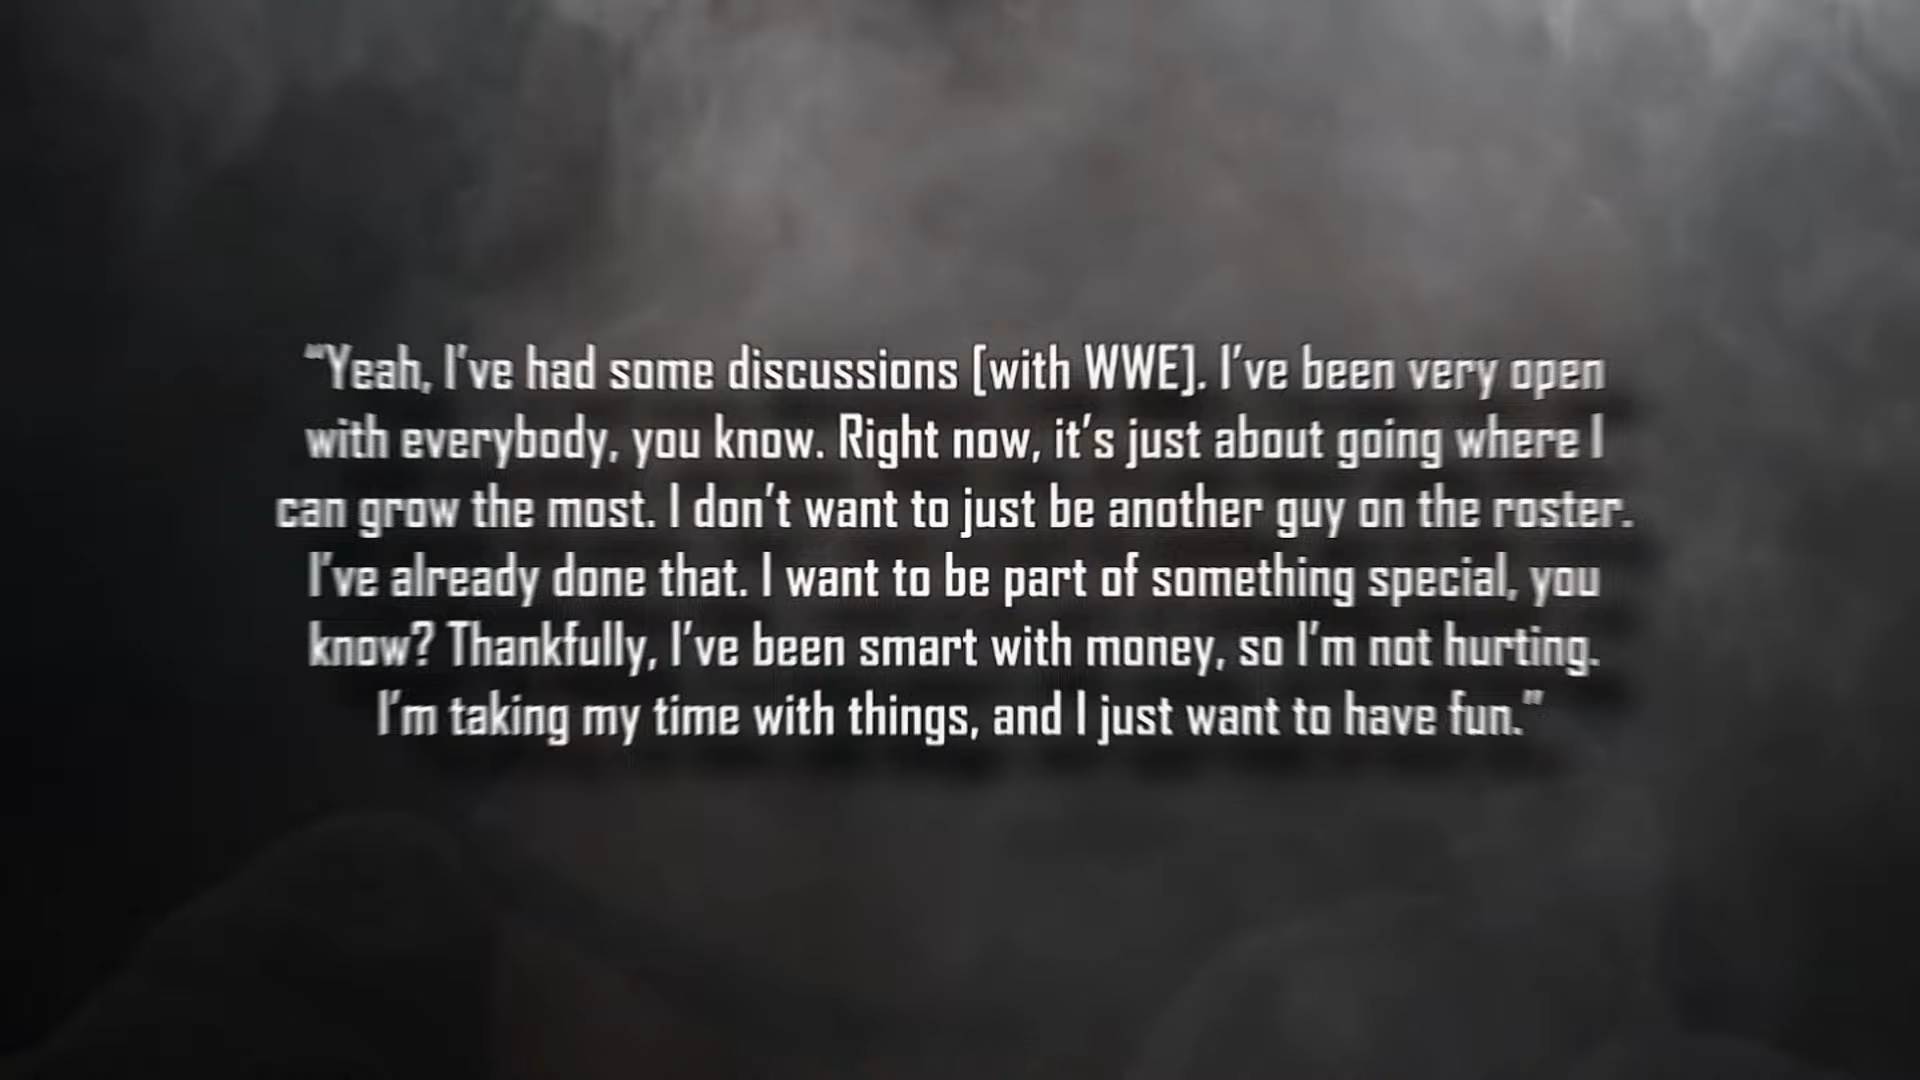 “Yeah, I’ve had some discussions [with WWE]. I’ve been very open
with everybody, you know. Right now, it’s just about going where I
can grow the most. I don’t want to just be another guy on the roster.
I’ve already done that. I want to be part of something special, you
know? Thankfully, I’ve been smart with money, so I’m not hurting.
I’m taking my time with things, and I just want to have fun.”